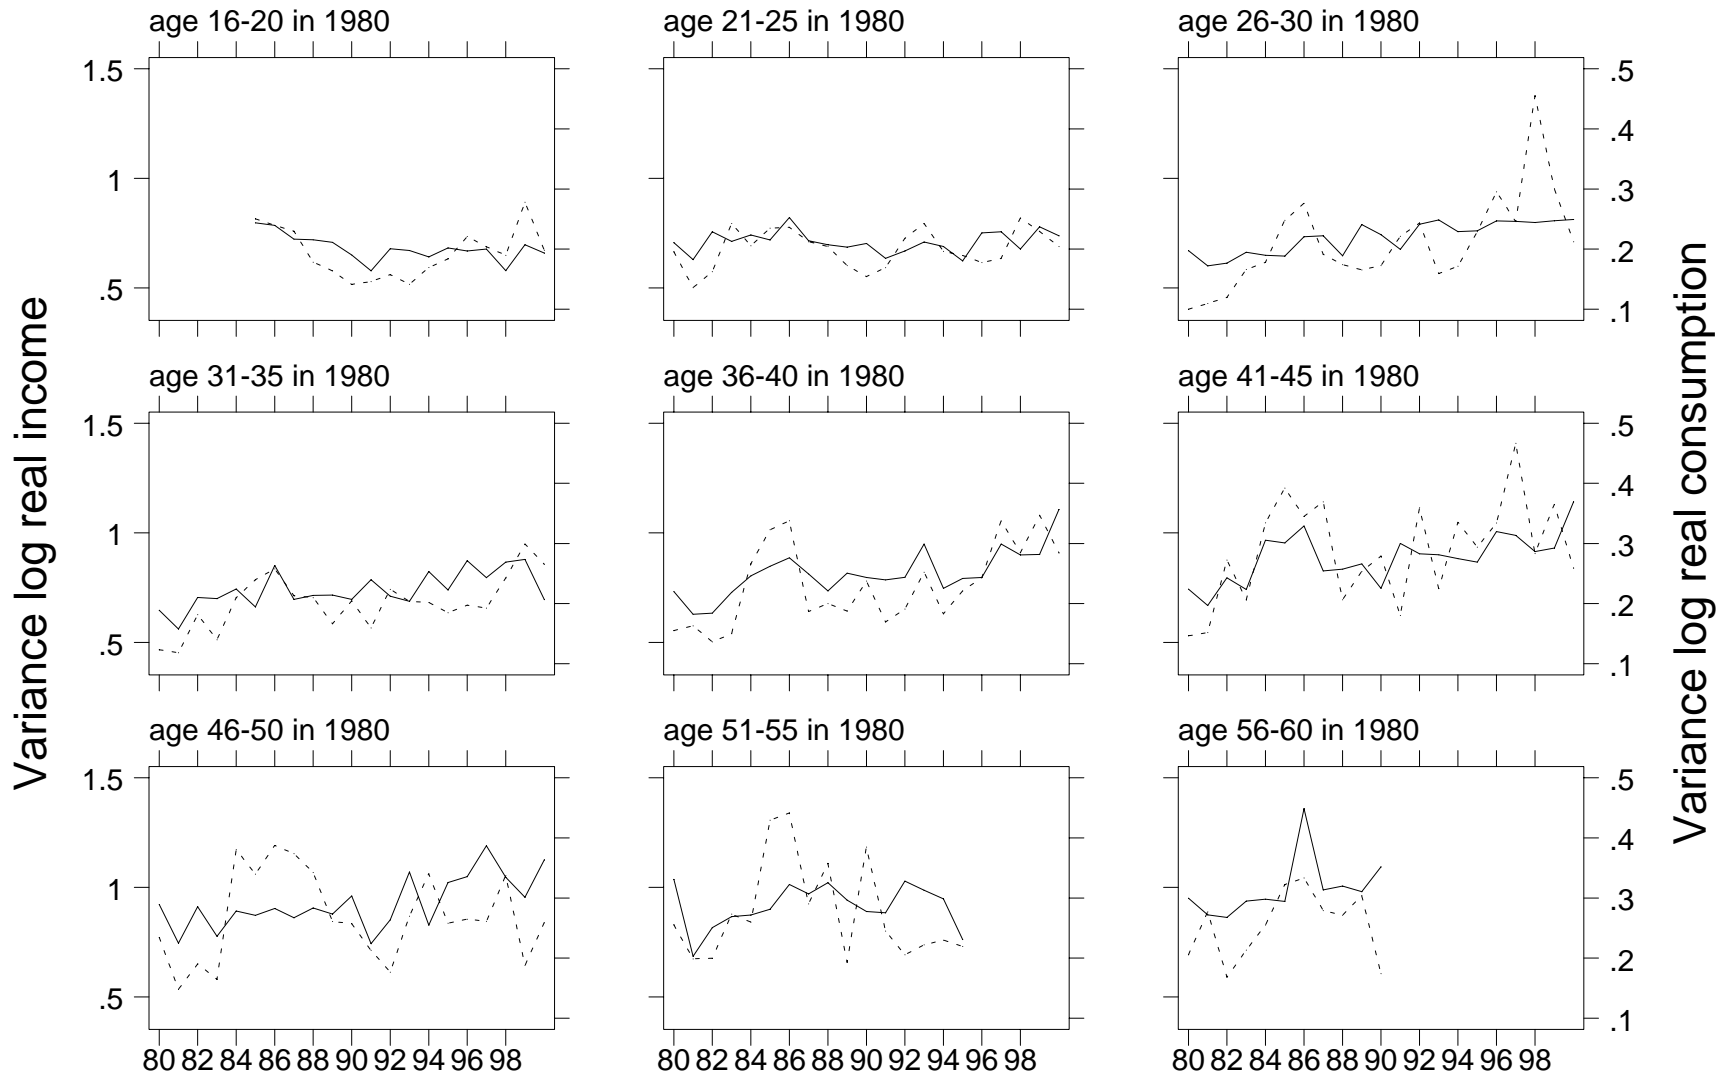 age 16-20 in 1980
age 21-25 in 1980
age 26-30 in 1980
1.5
1
.5
.5
.4
.3
.2
.1
age 31-35 in 1980
age 36-40 in 1980
age 41-45 in 1980
1.5
1
.5
.5
.4
.3
.2
.1
Variance log real income
Variance log real consumption
age 46-50 in 1980
age 51-55 in 1980
age 56-60 in 1980
1.5
1
.5
.5
.4
.3
.2
.1
80 82 84 86 88 90 92 94 96 98
80 82 84 86 88 90 92 94 96 98
80 82 84 86 88 90 92 94 96 98